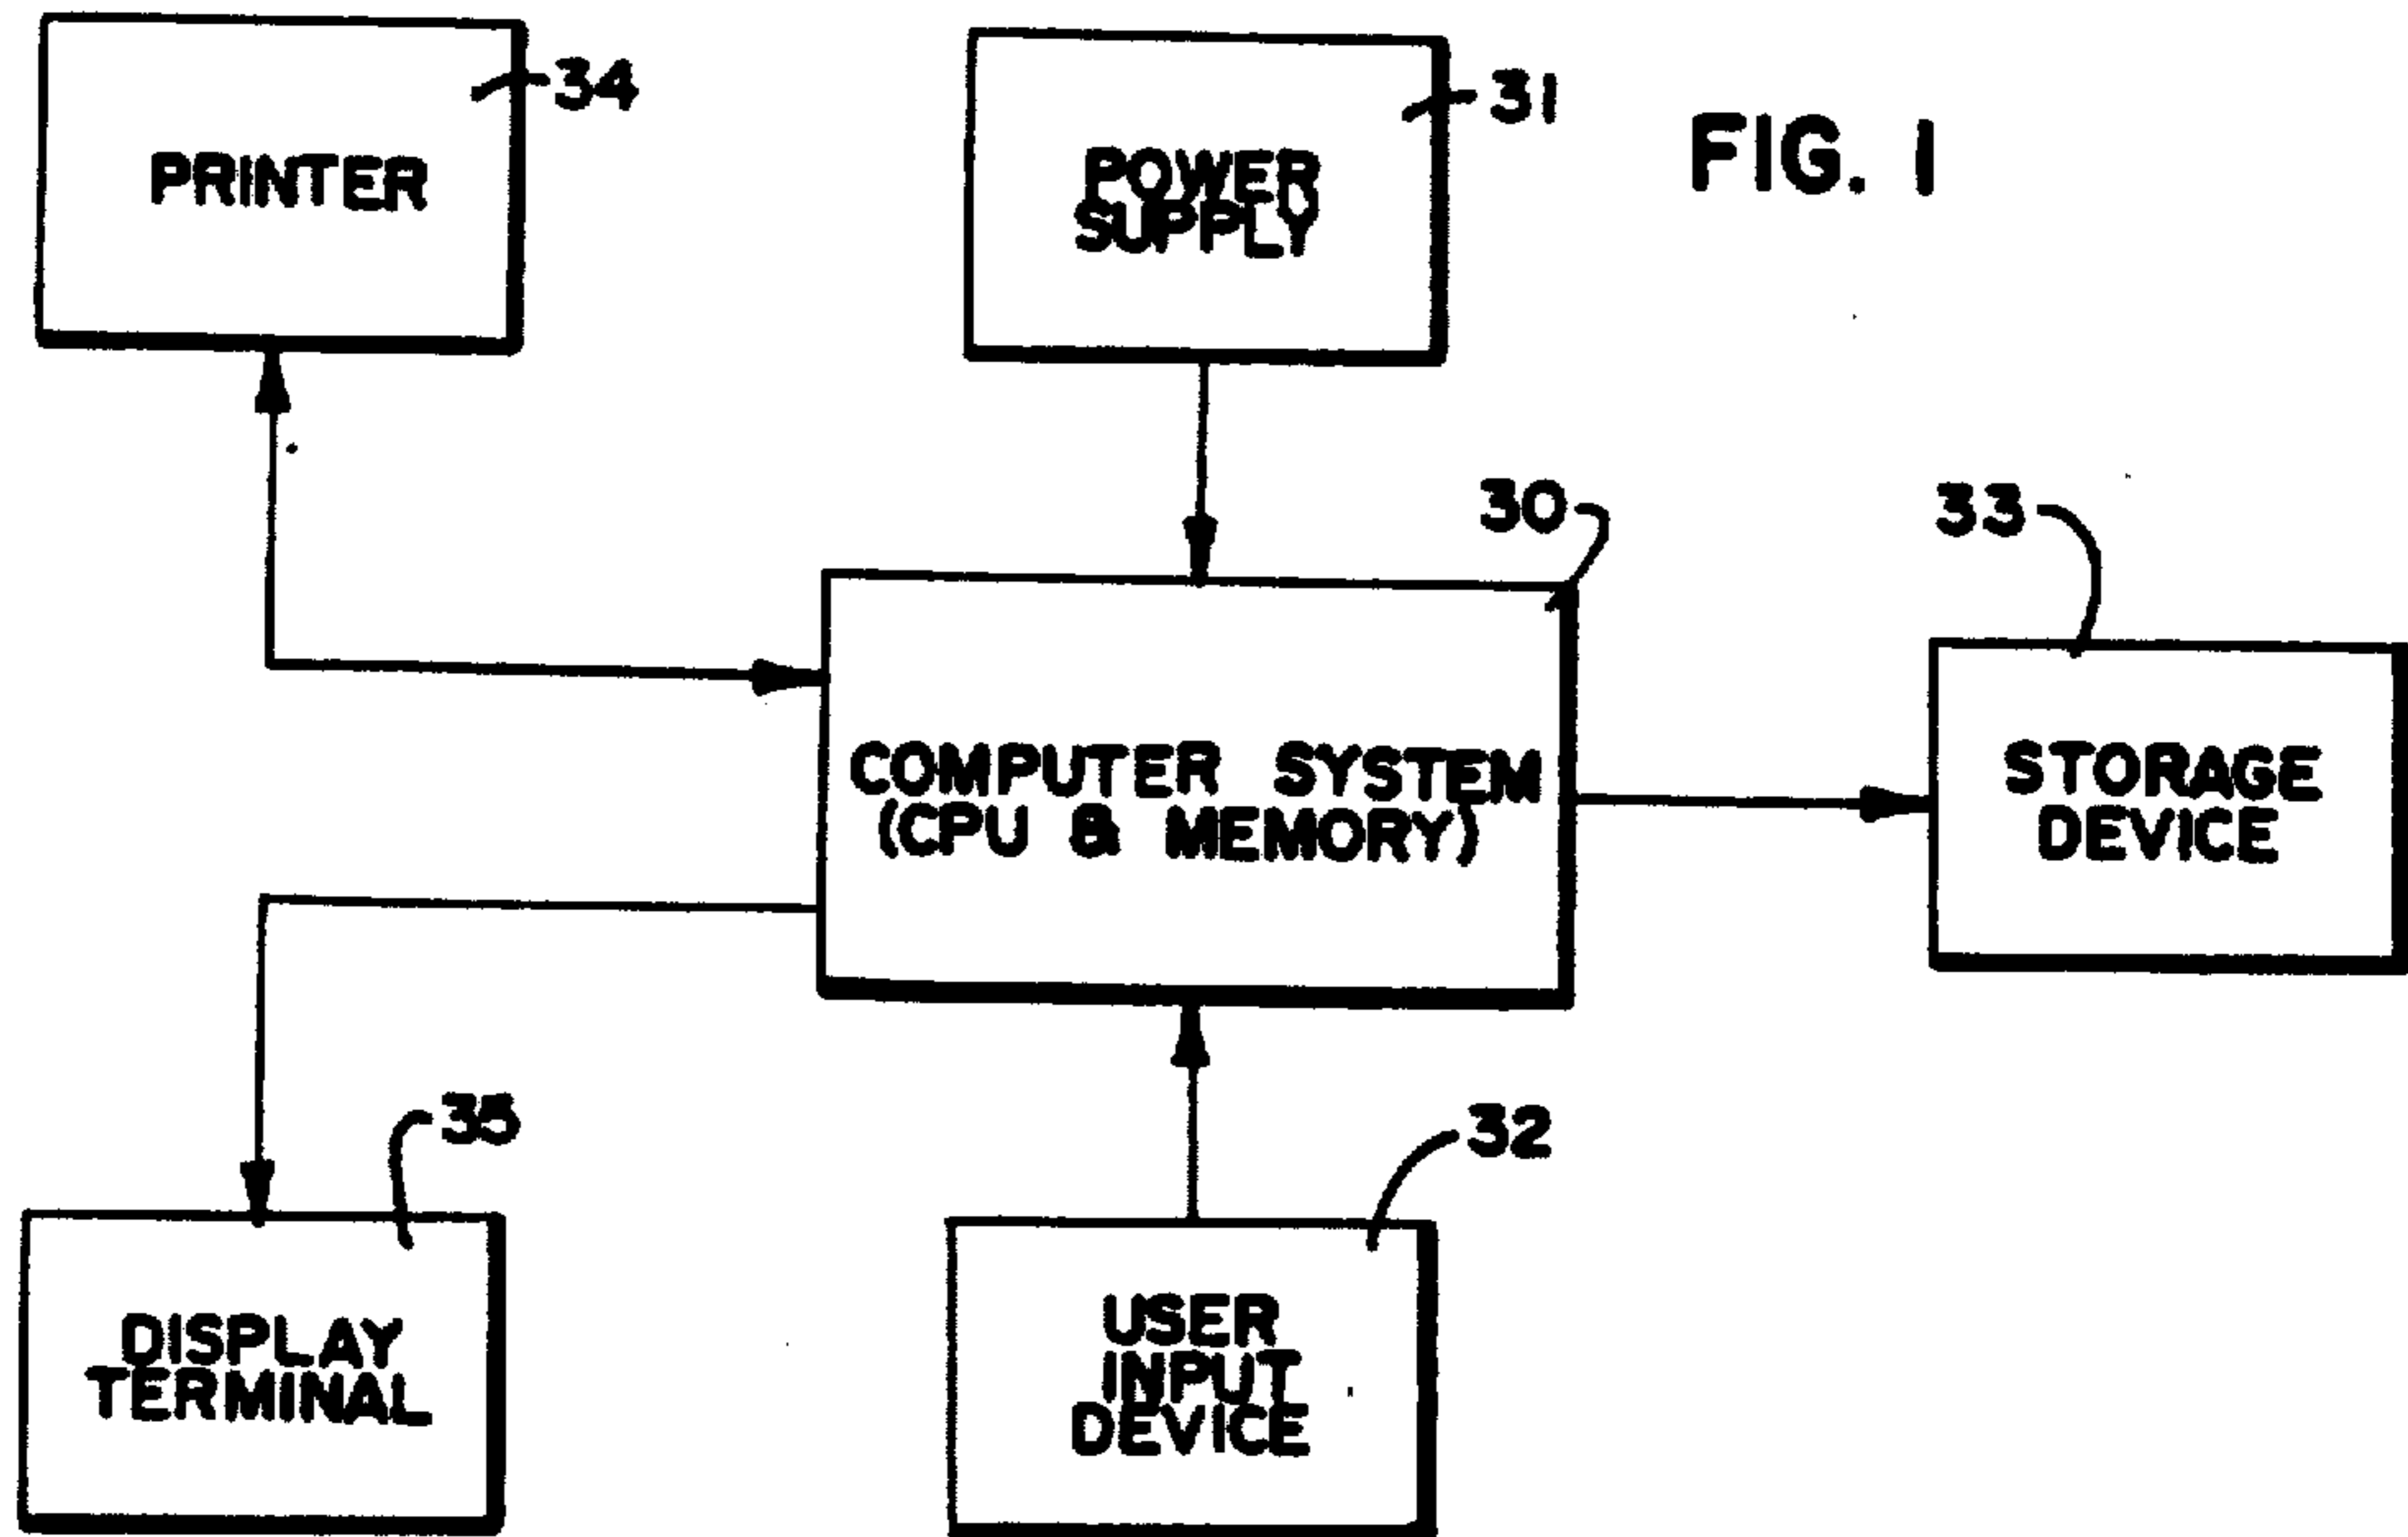 34
PRINTER
31
POWER
SUPPLY
FIG. 1
30
33
COMPUTER SYSTEM
(CPU & MEMORY)
STORAGE
DEVICE
35
DISPLAY
TERMINAL
32
USER
INPUT
DEVICE